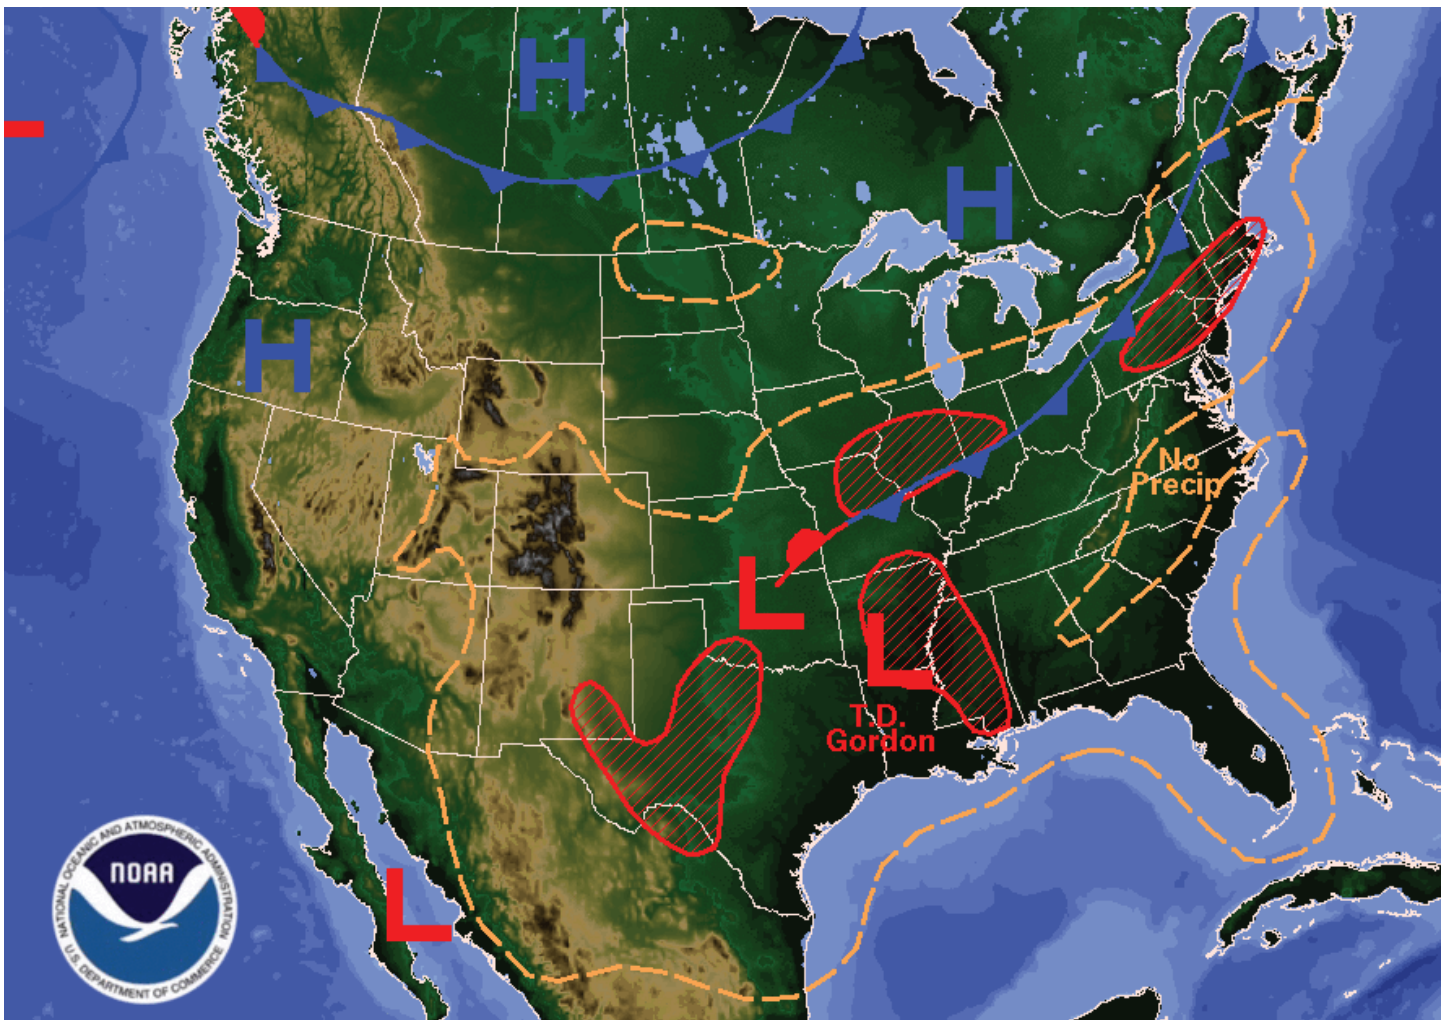 H
H
H
No
Precip
L
L
T.D.
Gordon
L
NATIONAL OCEANIC AND ATMOSPHERIC ADMINISTRATION
NOAA
U.S. DEPARTMENT OF COMMERCE